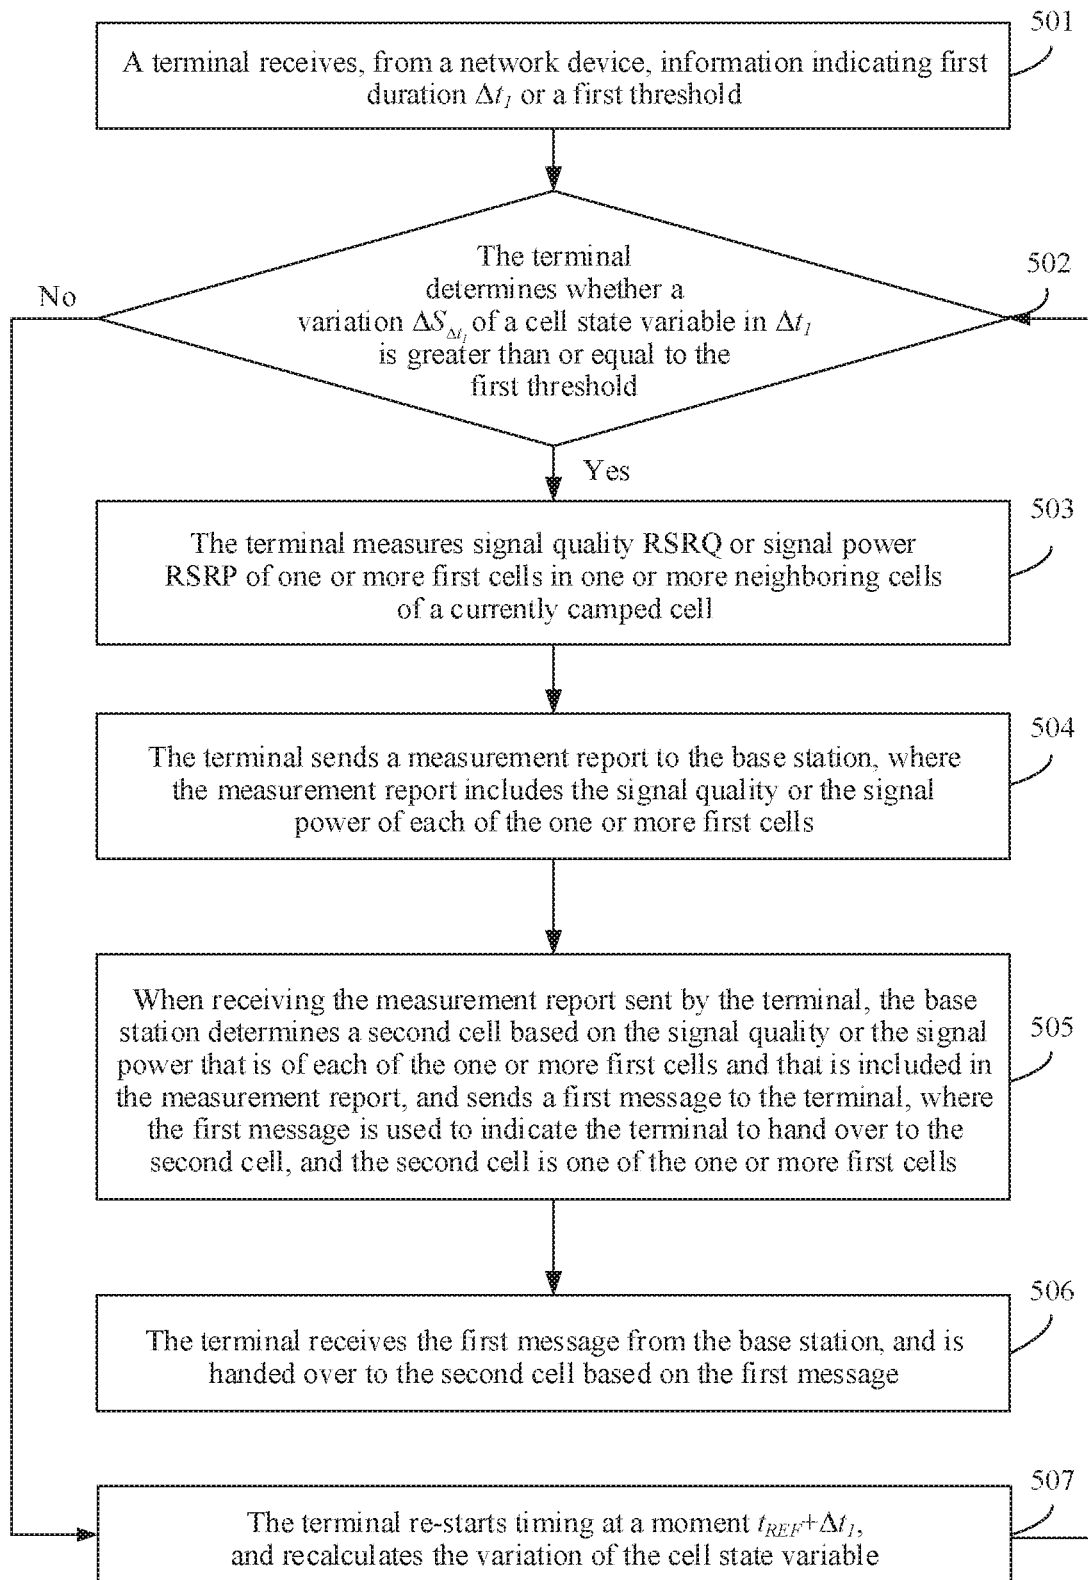 501
A terminal receives, from a network device, information indicating first
duration Δt₁ or a first threshold
502
No
The terminal
determines whether a
variation ΔS_Δt₁ of a cell state variable in Δt₁
is greater than or equal to the
first threshold
Yes
503
The terminal measures signal quality RSRQ or signal power
RSRP of one or more first cells in one or more neighboring cells
of a currently camped cell
504
The terminal sends a measurement report to the base station, where
the measurement report includes the signal quality or the signal
power of each of the one or more first cells
505
When receiving the measurement report sent by the terminal, the base
station determines a second cell based on the signal quality or the signal
power that is of each of the one or more first cells and that is included in
the measurement report, and sends a first message to the terminal, where
the first message is used to indicate the terminal to hand over to the
second cell, and the second cell is one of the one or more first cells
506
The terminal receives the first message from the base station, and is
handed over to the second cell based on the first message
507
The terminal re-starts timing at a moment t_REF+Δt₁,
and recalculates the variation of the cell state variable